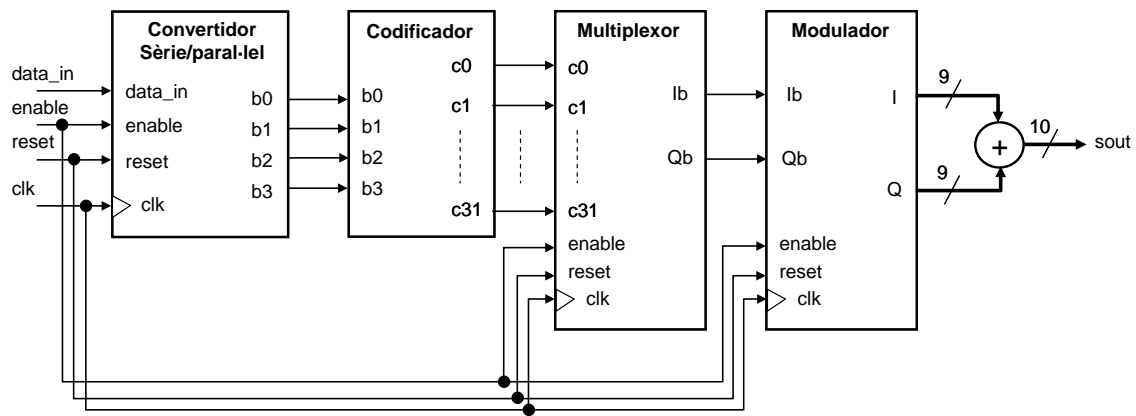 Convertidor
Sèrie/paral·lel
Codificador
Multiplexor
Modulador
data_in
enable
reset
clk
data_in
enable
reset
clk
b0
b1
b2
b3
b0
b1
b2
b3
c0
c1
c31
c0
c1
c31
enable
reset
clk
Ib
Qb
Ib
Qb
enable
reset
clk
I
Q
9
9
+
10
sout